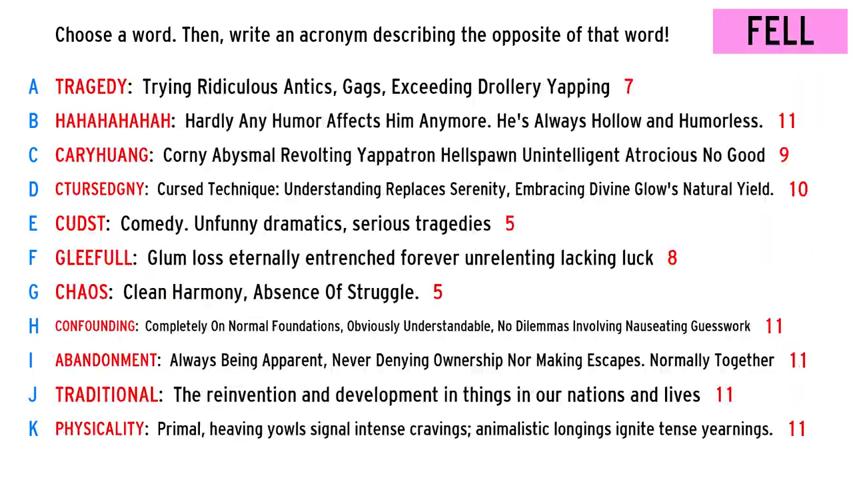 Choose a word. Then, write an acronym describing the opposite of that word!
FELL
A TRAGEDY: Trying Ridiculous Antics, Gags, Exceeding Drollery Yapping 7
B HAHAHAHAHAH: Hardly Any Humor Affects Him Anymore. He's Always Hollow and Humorless. 11
C CARYHUANG: Corny Abysmal Revolting Yappatron Hellspawn Unintelligent Atrocious No Good 9
D CTURSEDGNY: Cursed Technique: Understanding Replaces Serenity, Embracing Divine Glow's Natural Yield. 10
E CUDST: Comedy. Unfunny dramatics, serious tragedies 5
F GLEEFULL: Glum loss eternally entrenched forever unrelenting lacking luck 8
G CHAOS: Clean Harmony, Absence Of Struggle. 5
H CONFOUNDING: Completely On Normal Foundations, Obviously Understandable, No Dilemmas Involving Nauseating Guesswork 11
I ABANDONMENT: Always Being Apparent, Never Denying Ownership Nor Making Escapes. Normally Together 11
J TRADITIONAL: The reinvention and development in things in our nations and lives 11
K PHYSICALITY: Primal, heaving yowls signal intense cravings; animalistic longings ignite tense yearnings. 11